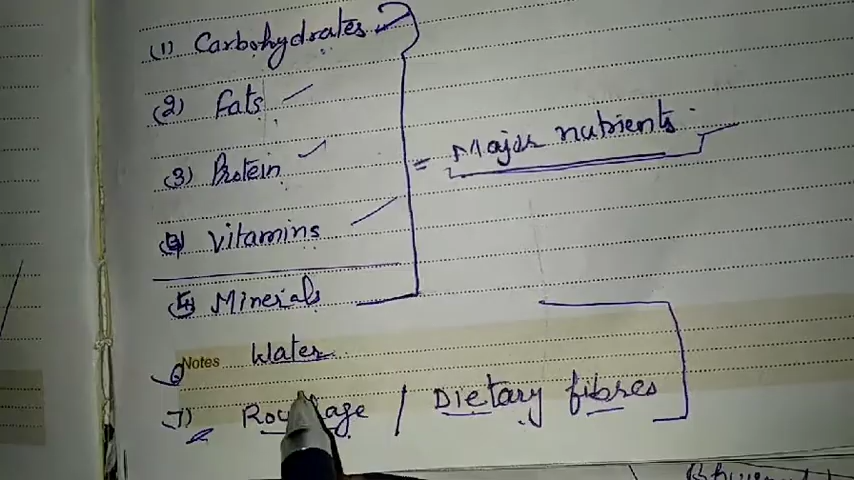 (1) Carbohydrates
(2) Fats
(3) Protein
= Major nutrients.
(4) Vitamins
(5) Minerals
Notes
6 Water
7) Roughage / Dietary fibres